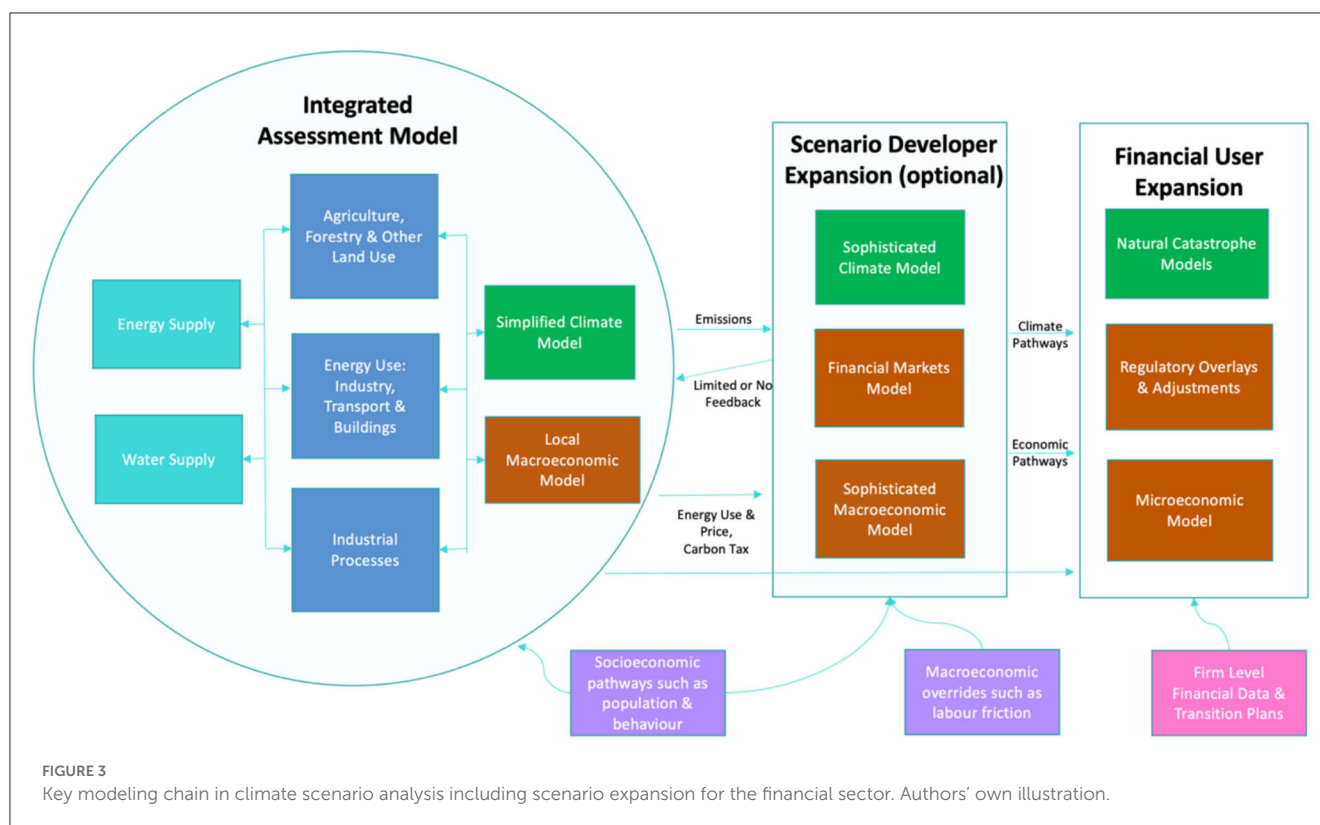 Integrated
Assessment Model
Agriculture,
Forestry & Other
Land Use
Energy Supply
Simplified Climate
Model
Energy Use:
Industry,
Transport &
Buildings
Water Supply
Local
Macroeconomic
Model
Industrial
Processes
Emissions
Limited or No
Feedback
Energy Use &
Price,
Carbon Tax
Scenario Developer
Expansion (optional)
Sophisticated
Climate Model
Financial Markets
Model
Sophisticated
Macroeconomic
Model
Climate
Pathways
Economic
Pathways
Financial User
Expansion
Natural Catastrophe
Models
Regulatory Overlays
& Adjustments
Microeconomic
Model
Socioeconomic
pathways such as
population &
behaviour
Macroeconomic
overrides such as
labour friction
Firm Level
Financial Data &
Transition Plans
FIGURE 3
Key modeling chain in climate scenario analysis including scenario expansion for the financial sector. Authors’ own illustration.